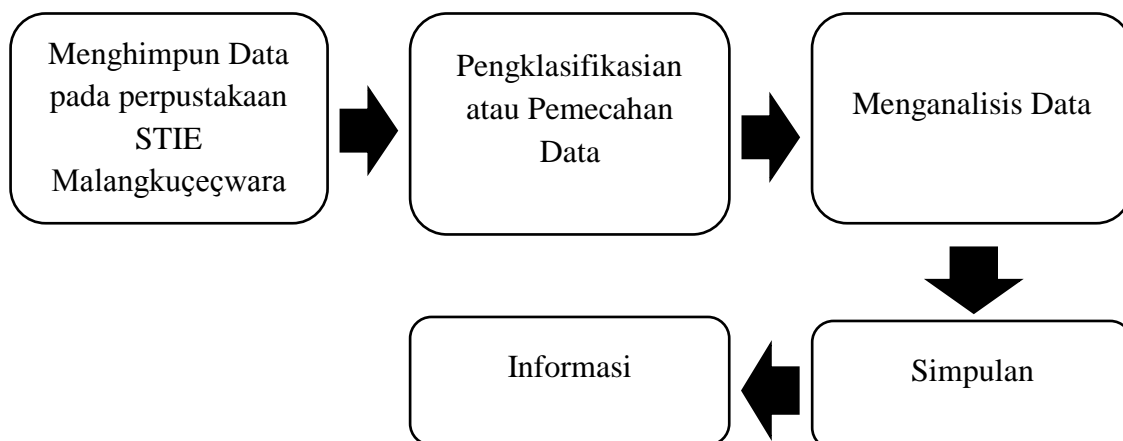 Menghimpun Data
pada perpustakaan
STIE
Malangkuçeçwara
Pengklasifikasian
atau Pemecahan
Data
Menganalisis Data
Simpulan
Informasi